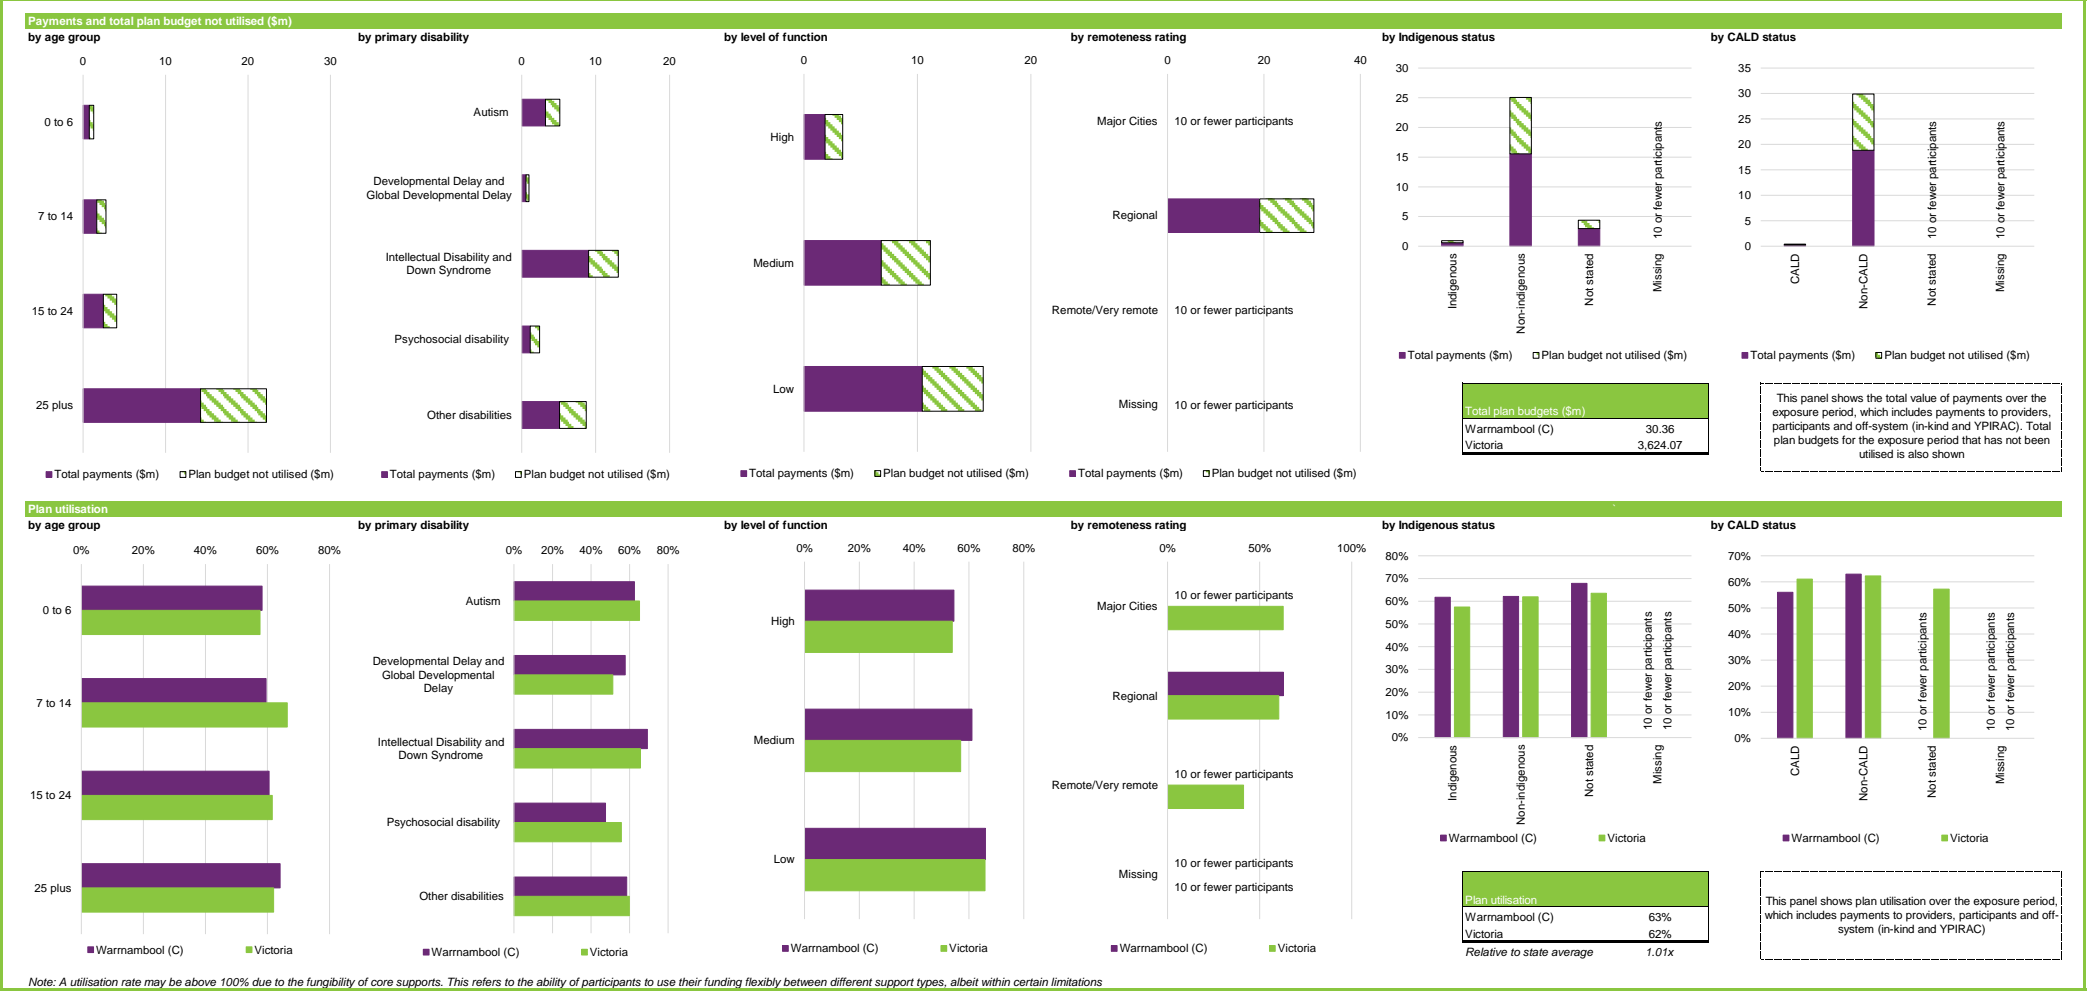 Payments and total plan budget not utilised ($m)
by age group
0 10 20 30
0 to 6
7 to 14
15 to 24
25 plus
Total payments ($m) Plan budget not utilised ($m)
by primary disability
0 10 20
Autism
Developmental Delay and
Global Developmental Delay
Intellectual Disability and
Down Syndrome
Psychosocial disability
Other disabilities
Total payments ($m) Plan budget not utilised ($m)
by level of function
0 10 20
High
Medium
Low
Total payments ($m) Plan budget not utilised ($m)
by remoteness rating
0 20 40
Major Cities 10 or fewer participants
Regional
Remote/Very remote 10 or fewer participants
Missing 10 or fewer participants
Total payments ($m) Plan budget not utilised ($m)
by Indigenous status
30
25
20
15
10
5
0
10 or fewer participants
Indigenous
Non-indigenous
Not stated
Missing
Total payments ($m) Plan budget not utilised ($m)
by CALD status
35
30
25
20
15
10
5
0
10 or fewer participants
10 or fewer participants
CALD
Non-CALD
Not stated
Missing
Total payments ($m) Plan budget not utilised ($m)
Total plan budgets ($m)
Warrnambool (C) 30.36
Victoria 3,624.07
This panel shows the total value of payments over the
exposure period, which includes payments to providers,
participants and off-system (in-kind and YPIRAC). Total
plan budgets for the exposure period that has not been
utilised is also shown
Plan utilisation
by age group
0% 20% 40% 60% 80%
0 to 6
7 to 14
15 to 24
25 plus
Warrnambool (C) Victoria
by primary disability
0% 20% 40% 60% 80%
Autism
Developmental Delay and
Global Developmental
Delay
Intellectual Disability and
Down Syndrome
Psychosocial disability
Other disabilities
Warrnambool (C) Victoria
by level of function
0% 20% 40% 60% 80%
High
Medium
Low
Warrnambool (C) Victoria
by remoteness rating
0% 50% 100%
10 or fewer participants
Major Cities
Regional
10 or fewer participants
Remote/Very remote
10 or fewer participants
Missing
10 or fewer participants
Warrnambool (C) Victoria
by Indigenous status
80%
70%
60%
50%
40%
30%
20%
10%
0%
10 or fewer participants
10 or fewer participants
Indigenous
Non-indigenous
Not stated
Missing
Warrnambool (C) Victoria
by CALD status
70%
60%
50%
40%
30%
20%
10%
0%
10 or fewer participants
10 or fewer participants
10 or fewer participants
CALD
Non-CALD
Not stated
Missing
Warrnambool (C) Victoria
Plan utilisation
Warrnambool (C) 63%
Victoria 62%
Relative to state average 1.01x
This panel shows plan utilisation over the exposure period,
which includes payments to providers, participants and off-
system (in-kind and YPIRAC)
Note: A utilisation rate may be above 100% due to the fungibility of core supports. This refers to the ability of participants to use their funding flexibly between different support types, albeit within certain limitations